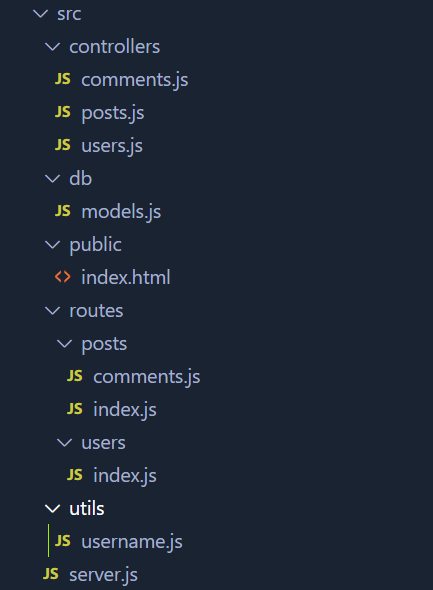 src
controllers
JS comments.js
JS posts.js
JS users.js
db
JS models.js
public
<> index.html
routes
posts
JS comments.js
JS index.js
users
JS index.js
utils
JS username.js
JS server.js